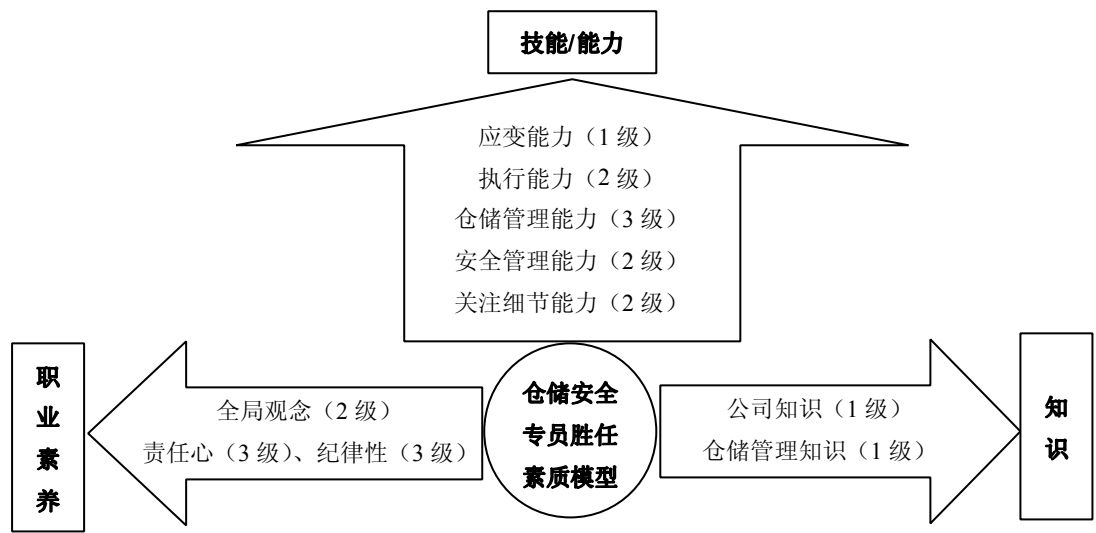 技能/能力
应变能力（1 级）
执行能力（2 级）
仓储管理能力（3 级）
安全管理能力（2 级）
关注细节能力（2 级）
职
业
素
养
全局观念（2 级）
责任心（3 级）、纪律性（3 级）
仓储安全
专员胜任
素质模型
公司知识（1 级）
仓储管理知识（1 级）
知
识